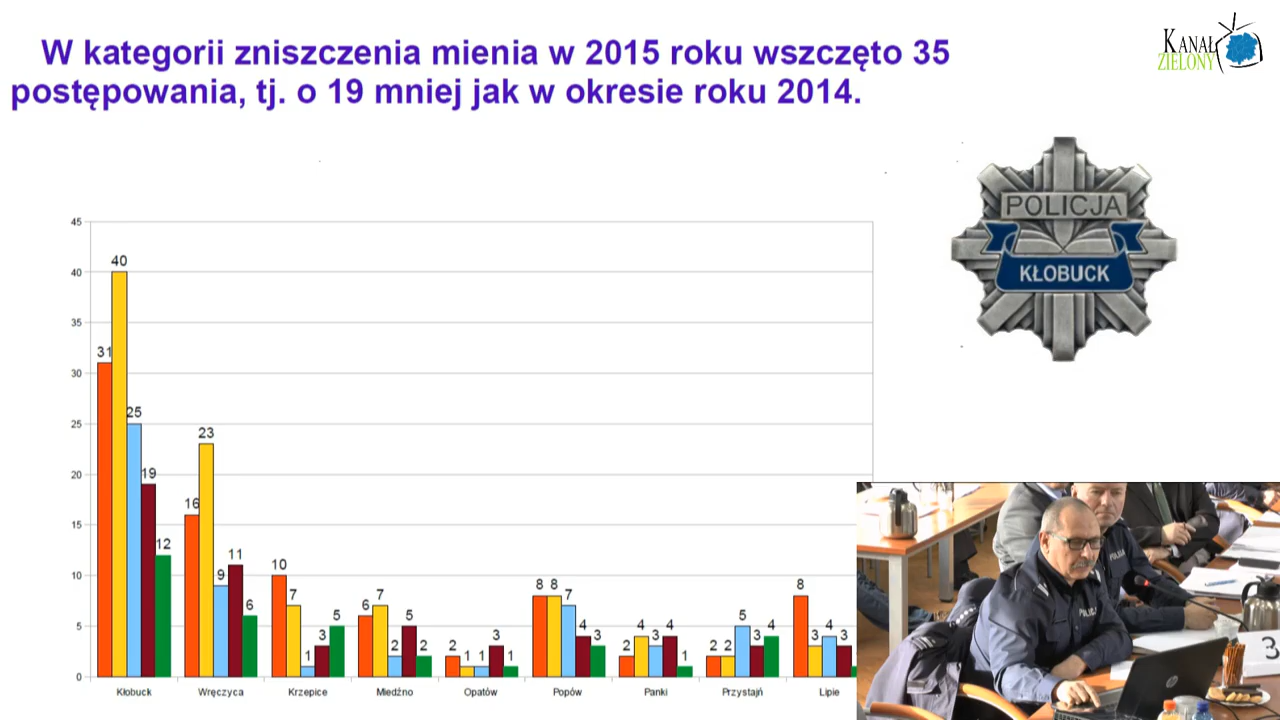 W kategorii zniszczenia mienia w 2015 roku wszczęto 35
postępowania, tj. o 19 mniej jak w okresie roku 2014.
KANAŁ
ZIELONY
POLICJA
KŁOBUCK
45
40
35
30
25
20
15
10
5
0
31 40 25 19 12
16 23 9 11 6
10 7 1 3 5
6 7 2 5 2
2 1 1 3 1
8 8 7 4 3
2 4 3 4 1
2 2 5 3 4
8 3 4 3
Kłobuck Wręczyca Krzepice Miedźno Opatów Popów Panki Przystajń Lipie
POLICJA
POLICJA
3